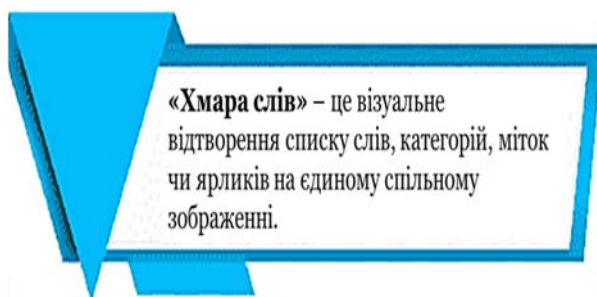 «Хмара слів» – це візуальне
відтворення списку слів, категорій, міток
чи ярликів на єдиному спільному
зображенні.